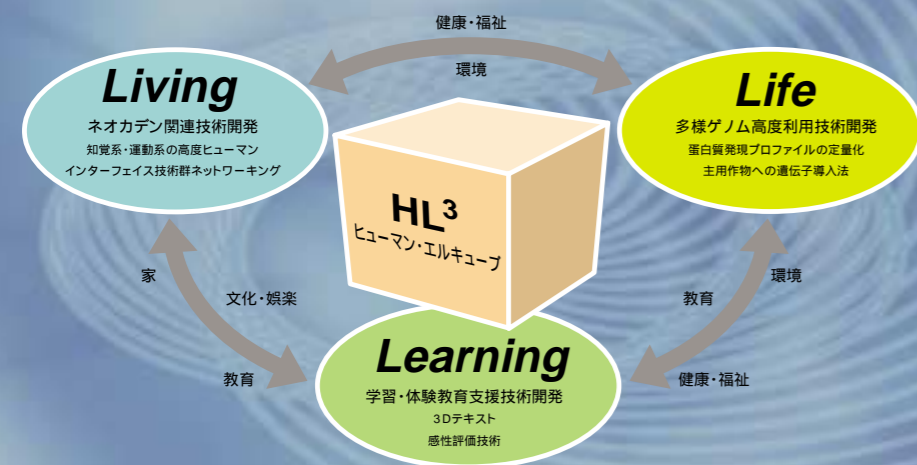 健康・福祉
環境
Living
ネオカデン関連技術開発
知覚系・運動系の高度ヒューマン
インターフェイス技術群ネットワーキング
Life
多様ゲノム高度利用技術開発
蛋白質発現プロファイルの定量化
主用作物への遺伝子導入法
HL³
ヒューマン・エルキューブ
家
文化・娯楽
教育
環境
教育
健康・福祉
Learning
学習・体験教育支援技術開発
3Dテキスト
感性評価技術